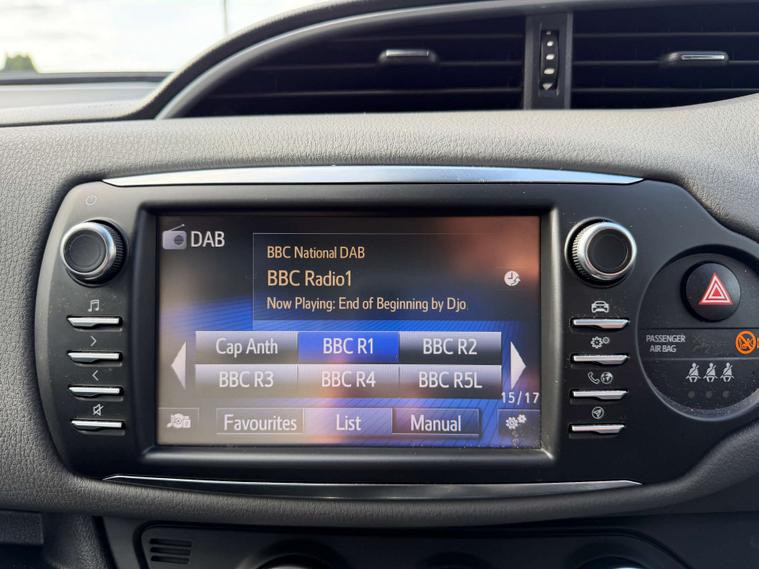 DAB
BBC National DAB
BBC Radio1
Now Playing: End of Beginning by Djo
Cap Anth BBC R1 BBC R2
BBC R3 BBC R4 BBC R5L
15/17
Favourites List Manual
PASSENGER
AIR BAG